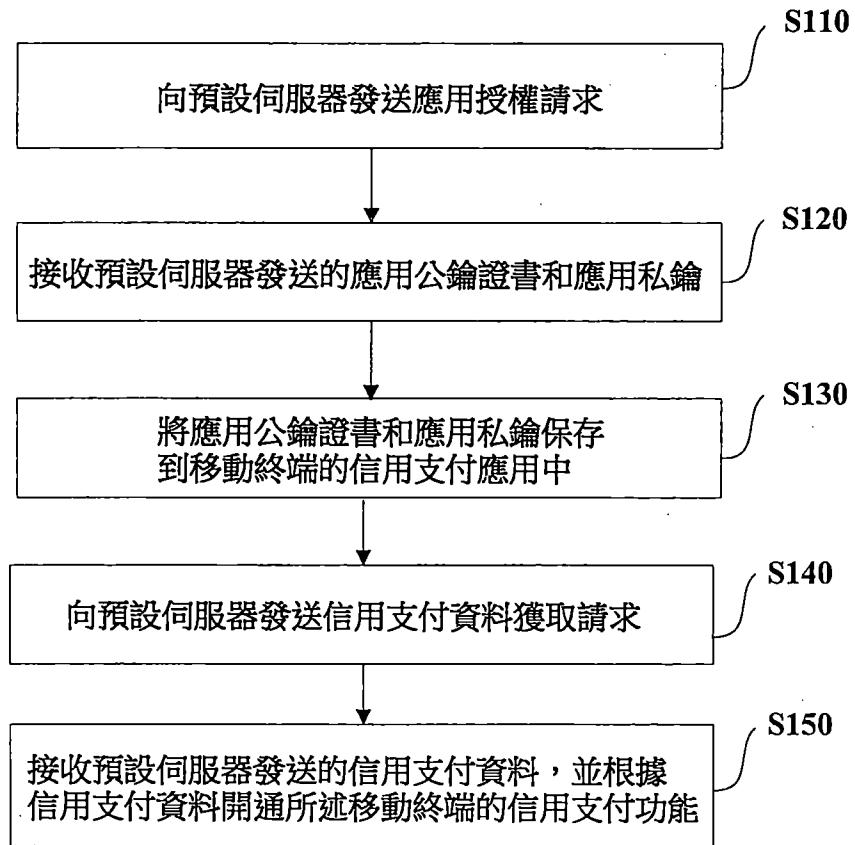 S110
向預設伺服器發送應用授權請求
S120
接收預設伺服器發送的應用公鑰證書和應用私鑰
S130
將應用公鑰證書和應用私鑰保存
到移動終端的信用支付應用中
S140
向預設伺服器發送信用支付資料獲取請求
S150
接收預設伺服器發送的信用支付資料，並根據
信用支付資料開通所述移動終端的信用支付功能